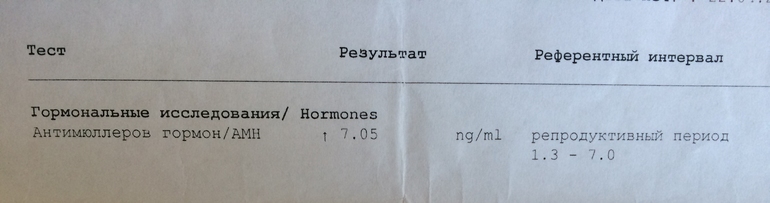 Тест Результат Референтный интервал
Гормональные исследования/ Hormones
Антимюллеров гормон/АМН ↑ 7.05 ng/ml репродуктивный период
1.3 - 7.0